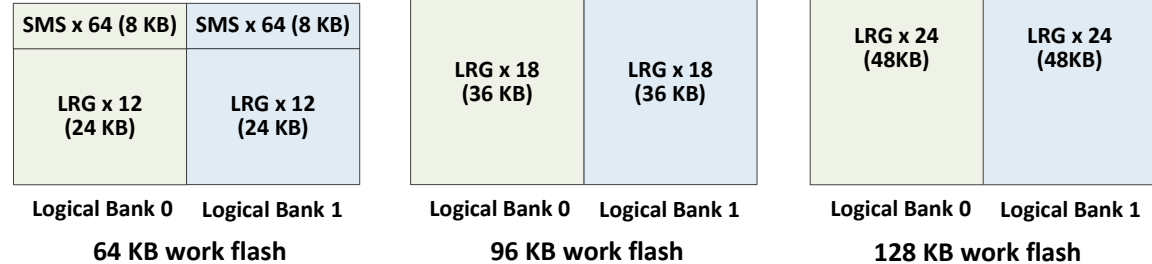 SMS x 64 (8 KB) SMS x 64 (8 KB)
LRG x 12
(24 KB)
LRG x 12
(24 KB)
Logical Bank 0 Logical Bank 1
64 KB work flash
LRG x 18
(36 KB)
LRG x 18
(36 KB)
Logical Bank 0 Logical Bank 1
96 KB work flash
LRG x 24
(48KB)
LRG x 24
(48KB)
Logical Bank 0 Logical Bank 1
128 KB work flash